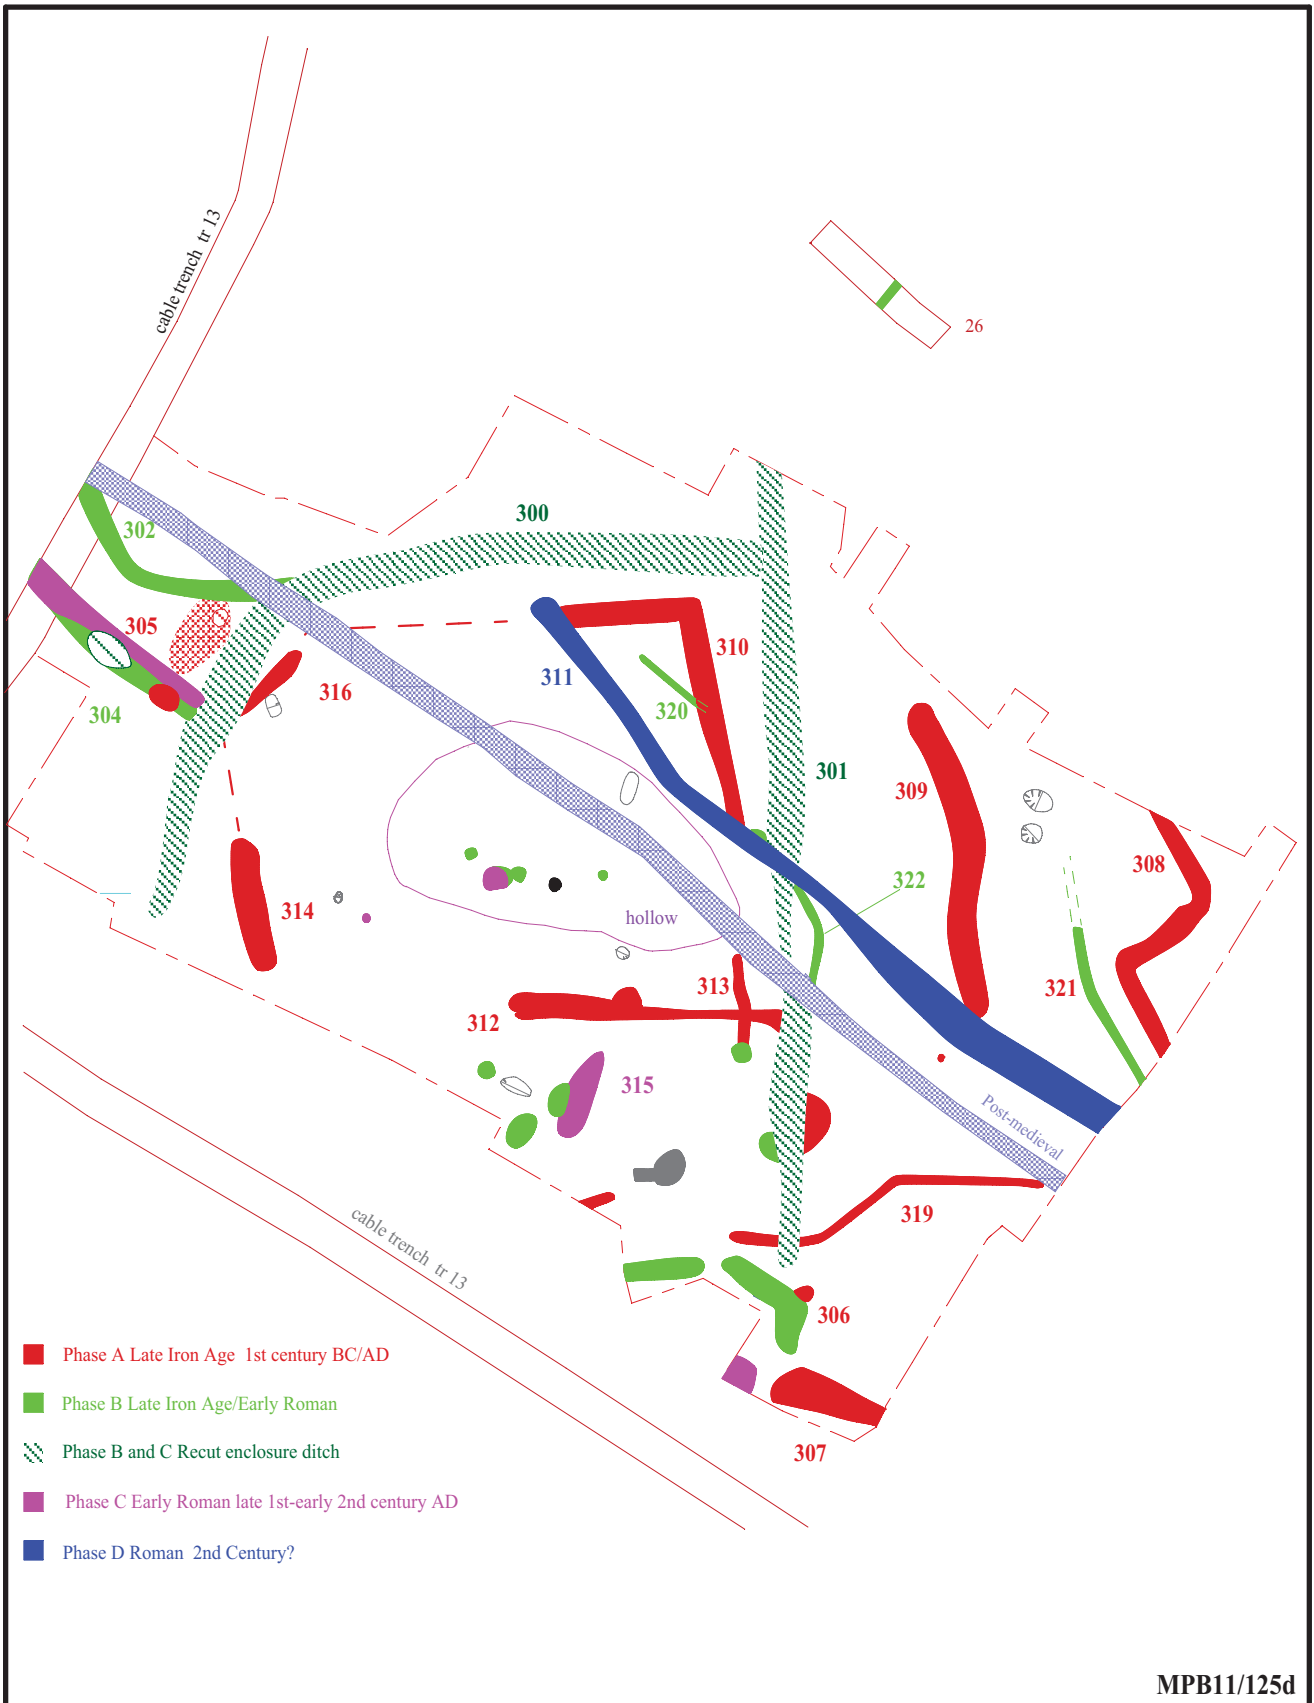 cable trench tr 13
26
300
302
305
304
316
310
311
320
301
309
308
322
hollow
314
313
312
321
315
Post-medieval
319
cable trench tr 13
306
307
Phase A Late Iron Age 1st century BC/AD
Phase B Late Iron Age/Early Roman
Phase B and C Recut enclosure ditch
Phase C Early Roman late 1st-early 2nd century AD
Phase D Roman 2nd Century?
MPB11/125d